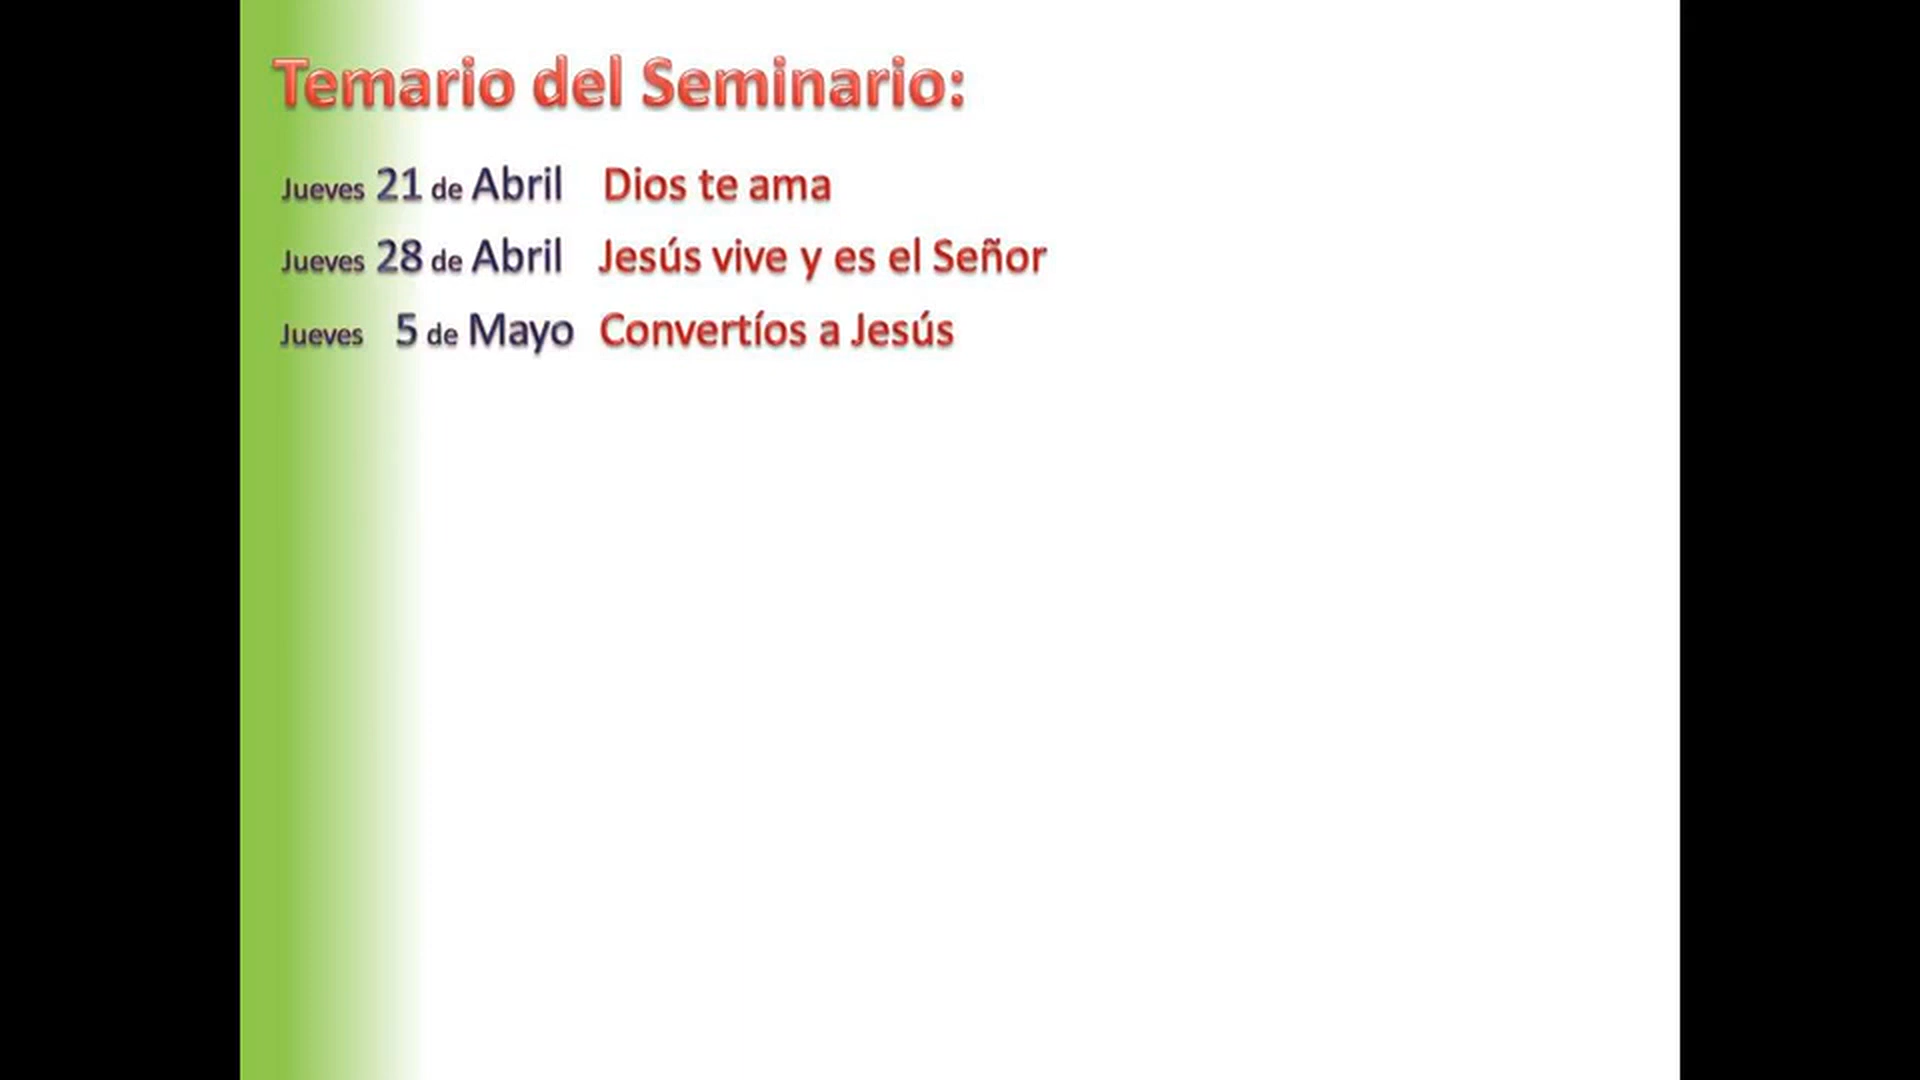 Temario del Seminario:
Jueves 21 de Abril Dios te ama
Jueves 28 de Abril Jesús vive y es el Señor
Jueves 5 de Mayo Convertíos a Jesús